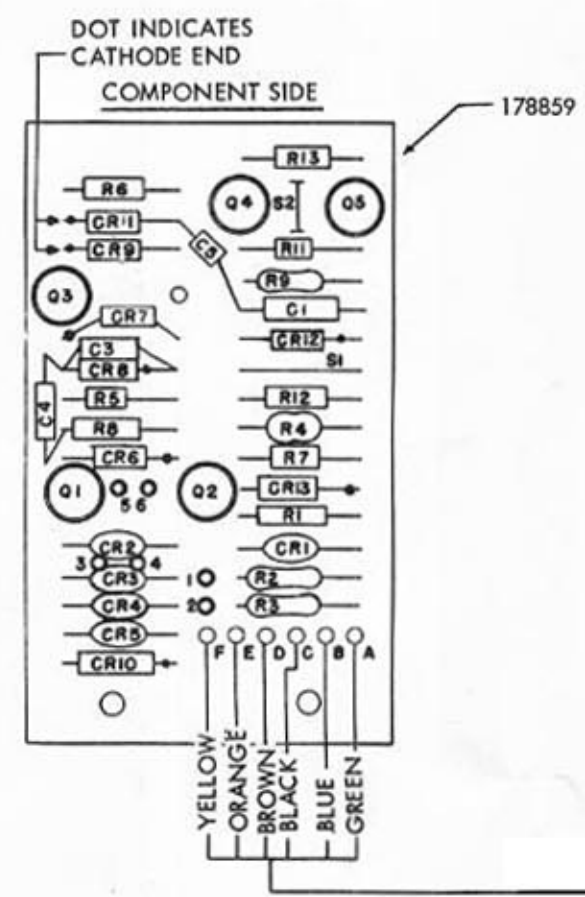 DOT INDICATES
CATHODE END
COMPONENT SIDE
178859
R13
R6
Q4
S2
Q5
CR11
C5
R11
CR9
R9
Q3
C1
CR7
CR12
C3
CR8
S1
C4
R5
R12
R8
R4
CR6
R7
Q1
5 6
Q2
CR13
R1
CR2
CR1
3
4
CR3
1
R2
CR4
2
R3
CR5
CR10
F E D C B A
YELLOW
ORANGE
BROWN
BLACK
BLUE
GREEN